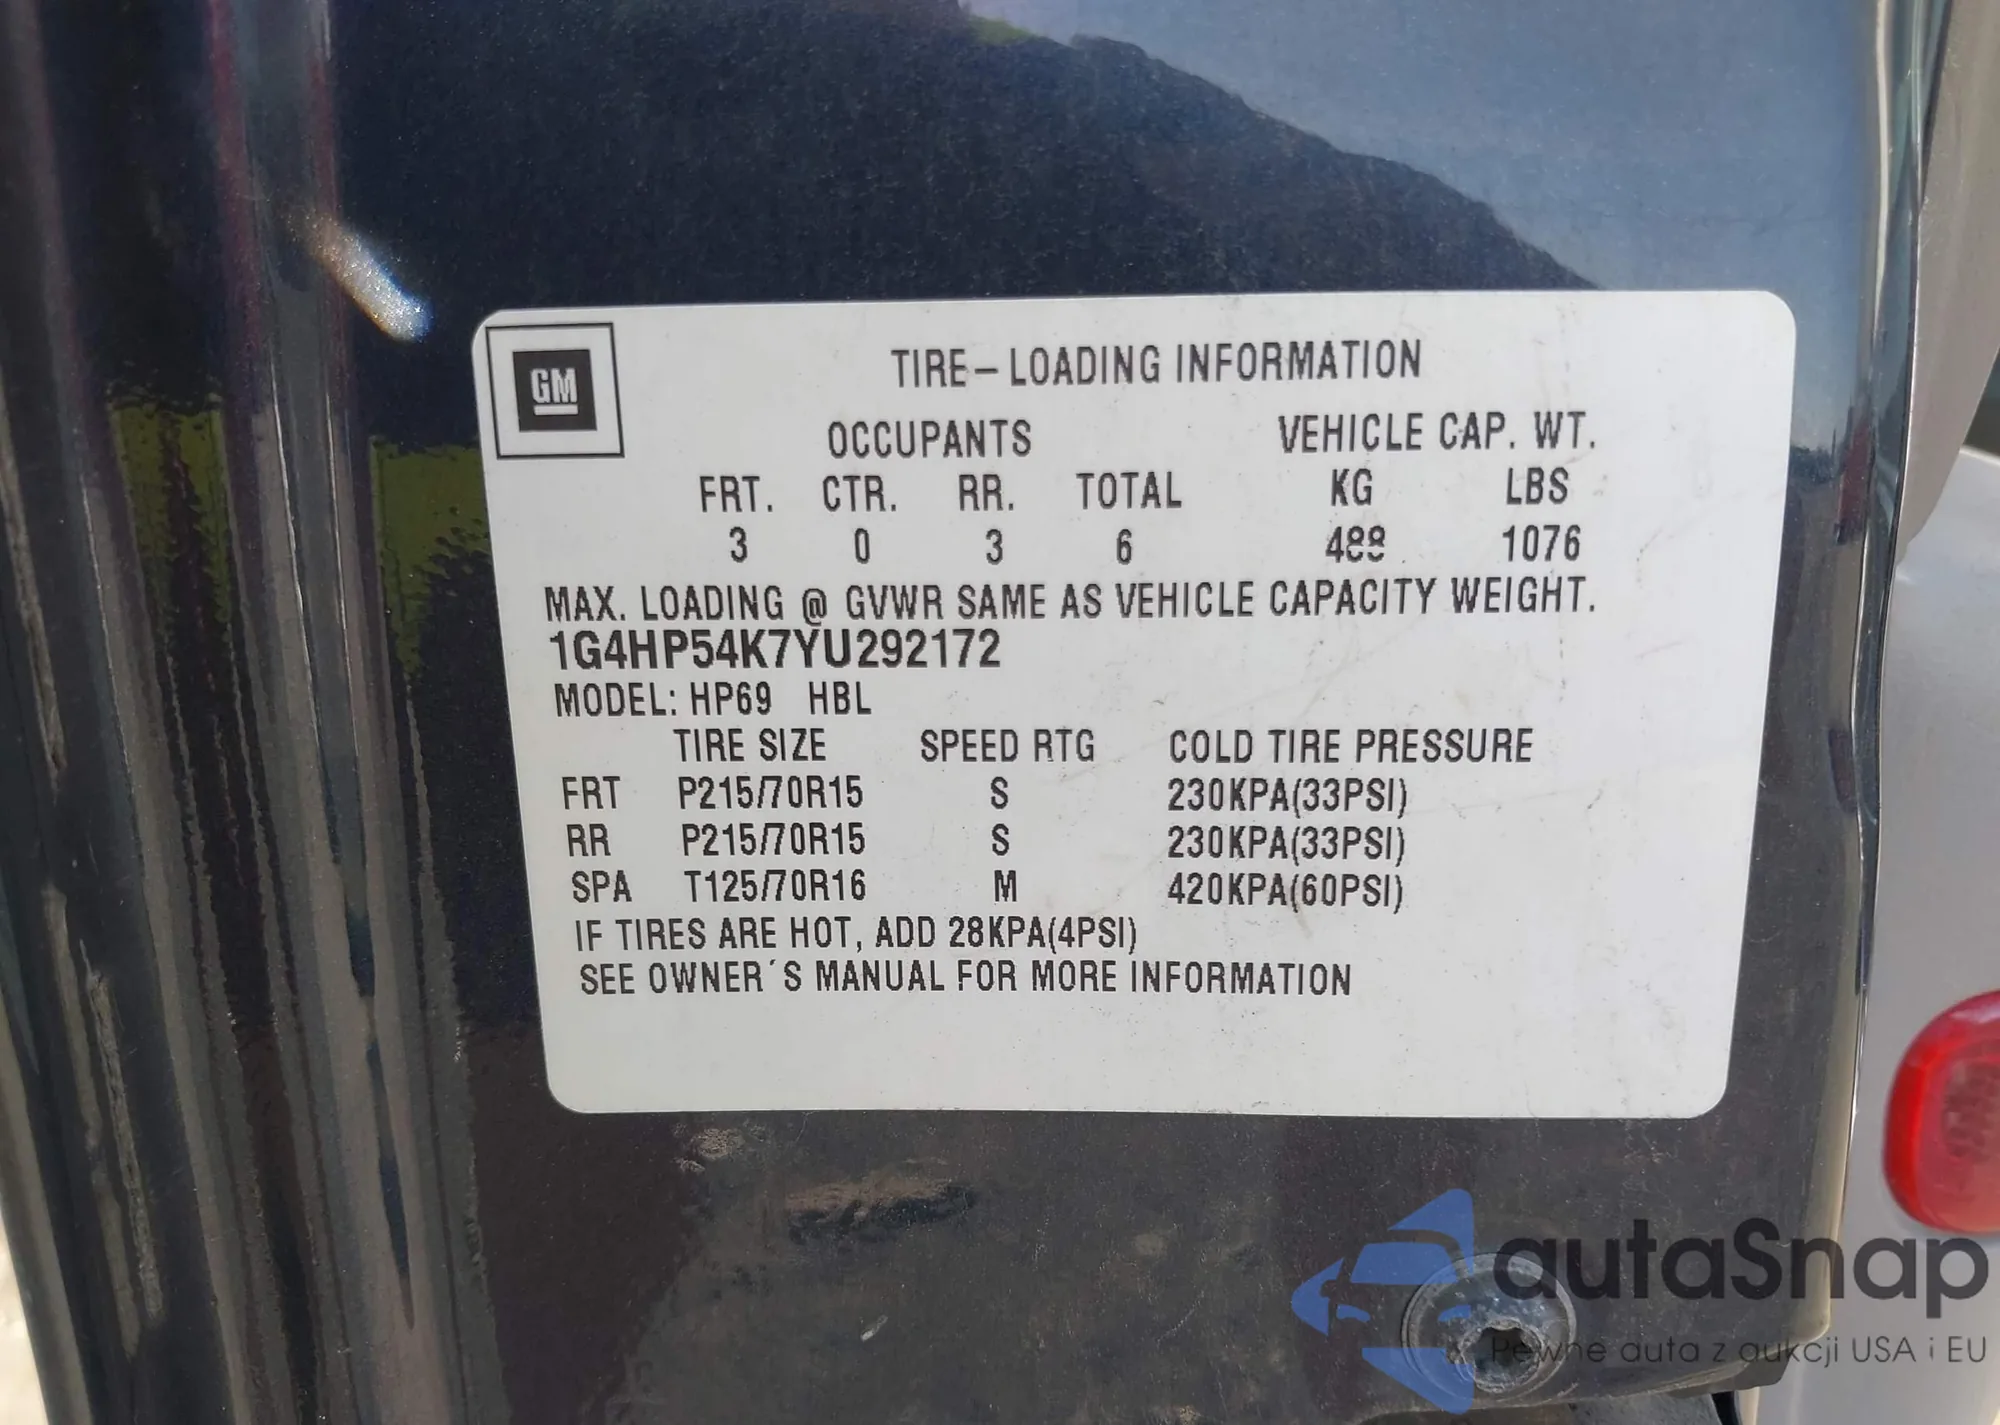 GM
TIRE-LOADING INFORMATION
OCCUPANTS VEHICLE CAP. WT.
FRT. CTR. RR. TOTAL KG LBS
3 0 3 6 488 1076
MAX. LOADING @ GVWR SAME AS VEHICLE CAPACITY WEIGHT.
1G4HP54K7YU292172
MODEL: HP69 HBL
TIRE SIZE SPEED RTG COLD TIRE PRESSURE
FRT P215/70R15 S 230KPA(33PSI)
RR P215/70R15 S 230KPA(33PSI)
SPA T125/70R16 M 420KPA(60PSI)
IF TIRES ARE HOT, ADD 28KPA(4PSI)
SEE OWNER´S MANUAL FOR MORE INFORMATION
autaSnap
Pewne auta z aukcji USA i EU